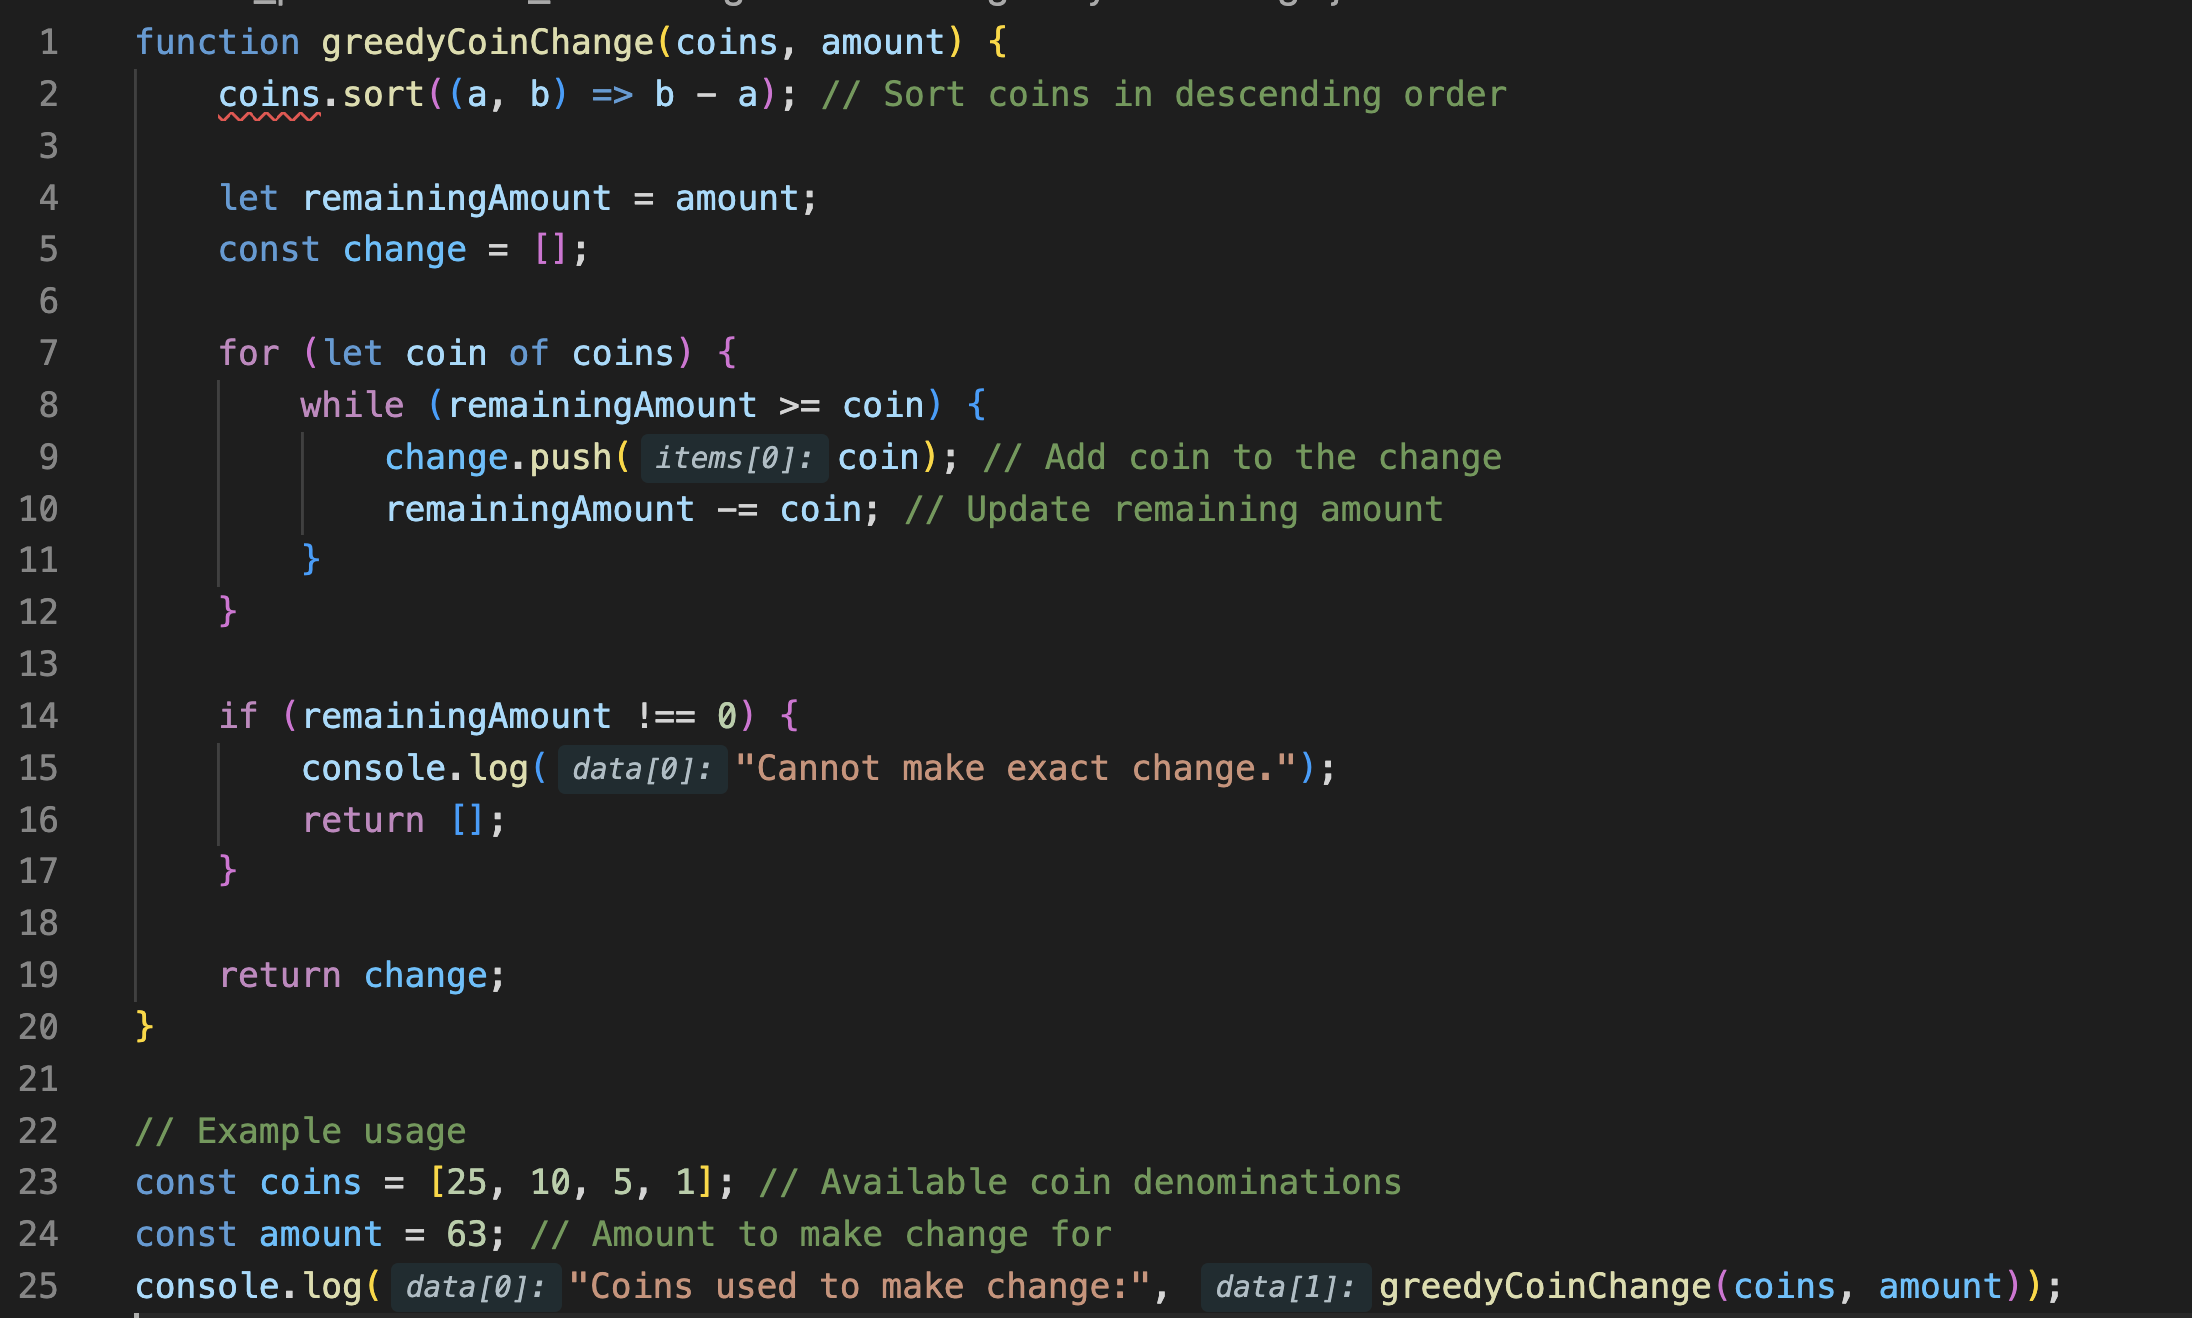 1 function greedyCoinChange(coins, amount) {
2 coins.sort((a, b) => b - a); // Sort coins in descending order
3
4 let remainingAmount = amount;
5 const change = [];
6
7 for (let coin of coins) {
8 while (remainingAmount >= coin) {
9 change.push( items[0]: coin); // Add coin to the change
10 remainingAmount -= coin; // Update remaining amount
11 }
12 }
13
14 if (remainingAmount !== 0) {
15 console.log( data[0]: "Cannot make exact change.");
16 return [];
17 }
18
19 return change;
20 }
21
22 // Example usage
23 const coins = [25, 10, 5, 1]; // Available coin denominations
24 const amount = 63; // Amount to make change for
25 console.log( data[0]: "Coins used to make change:", data[1]: greedyCoinChange(coins, amount));